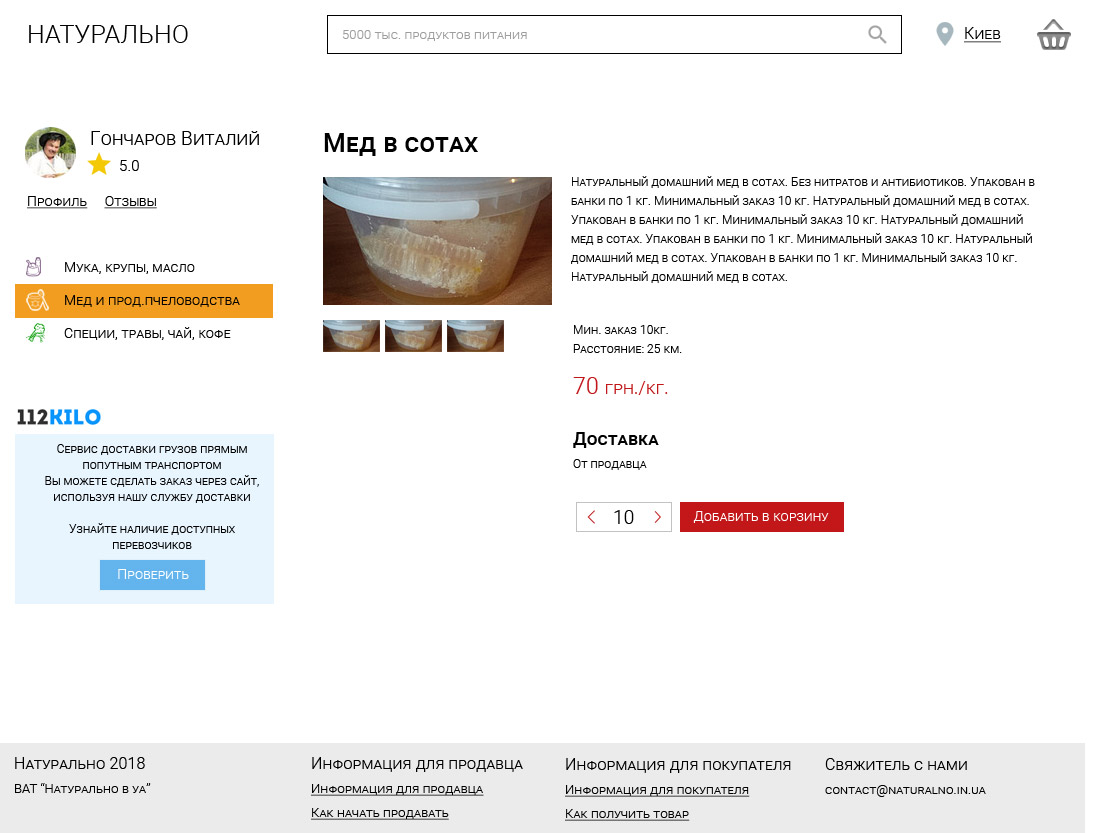 НАТУРАЛЬНО
5000 тыс. продуктов питания
Киев
Гончаров Виталий
5.0
Профиль Отзывы
Мука, крупы, масло
Мед и прод.пчеловодства
Специи, травы, чай, кофе
112KILO
Сервис доставки грузов прямым
попутным транспортом
Вы можете сделать заказ через сайт,
используя нашу службу доставки
Узнайте наличие доступных
перевозчиков
Проверить
Мед в сотах
Натуральный домашний мед в сотах. Без нитратов и антибиотиков. Упакован в
банки по 1 кг. Минимальный заказ 10 кг. Натуральный домашний мед в сотах.
Упакован в банки по 1 кг. Минимальный заказ 10 кг. Натуральный домашний
мед в сотах. Упакован в банки по 1 кг. Минимальный заказ 10 кг. Натуральный
домашний мед в сотах. Упакован в банки по 1 кг. Минимальный заказ 10 кг.
Натуральный домашний мед в сотах.
Мин. заказ 10кг.
Расстояние: 25 км.
70 грн./кг.
Доставка
От продавца
10
Добавить в корзину
Натурально 2018
ВАТ “Натурально в уа”
Информация для продавца
Информация для продавца
Как начать продавать
Информация для покупателя
Информация для покупателя
Как получить товар
Свяжитель с нами
contact@naturalno.in.ua